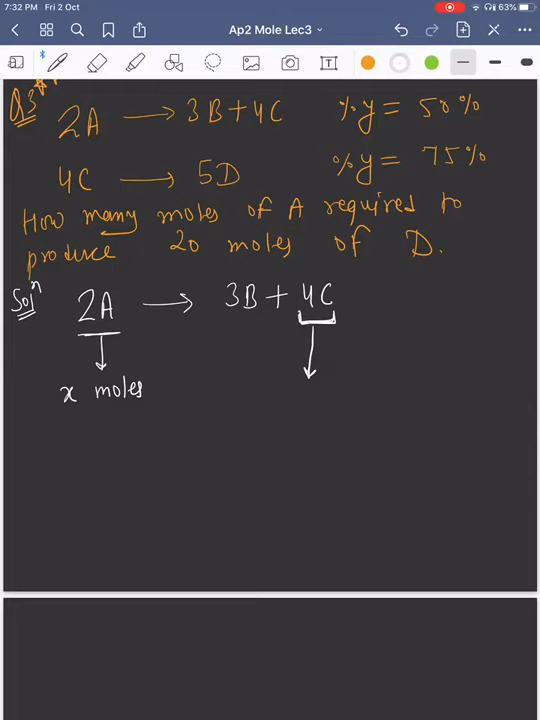 7:32 PM Fri 2 Oct 63%
Ap2 Mole Lec3
T
Q3
2A → 3B + 4C %y = 50%
4C → 5D %y = 75%
How many moles of A required to
produce 20 moles of D.
Solⁿ 2A → 3B + 4C
x moles